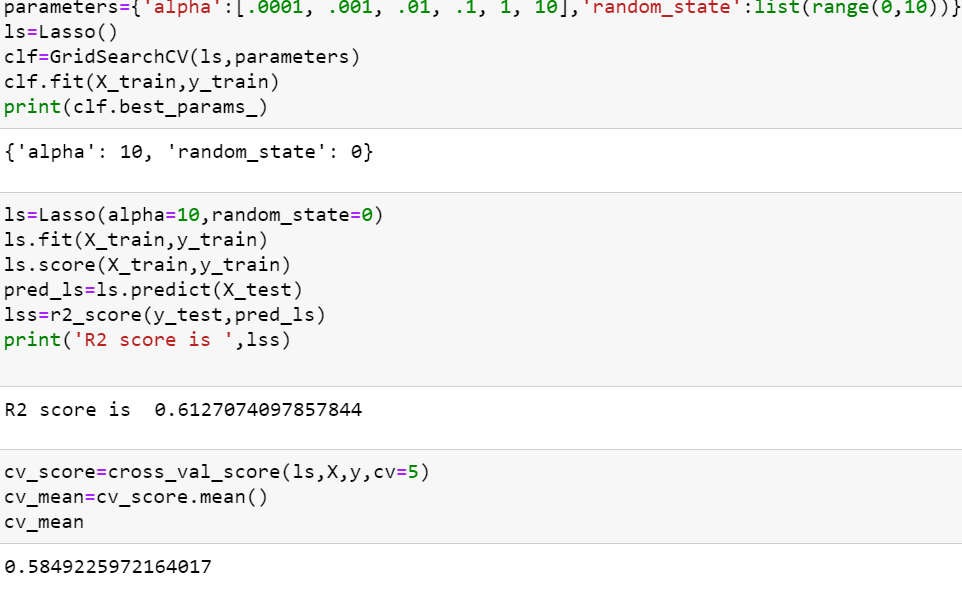 parameters={'alpha':[.0001, .001, .01, .1, 1, 10],'random_state':list(range(0,10))}
ls=Lasso()
clf=GridSearchCV(ls,parameters)
clf.fit(X_train,y_train)
print(clf.best_params_)
{'alpha': 10, 'random_state': 0}
ls=Lasso(alpha=10,random_state=0)
ls.fit(X_train,y_train)
ls.score(X_train,y_train)
pred_ls=ls.predict(X_test)
lss=r2_score(y_test,pred_ls)
print('R2 score is ',lss)
R2 score is  0.6127074097857844
cv_score=cross_val_score(ls,X,y,cv=5)
cv_mean=cv_score.mean()
cv_mean
0.5849225972164017